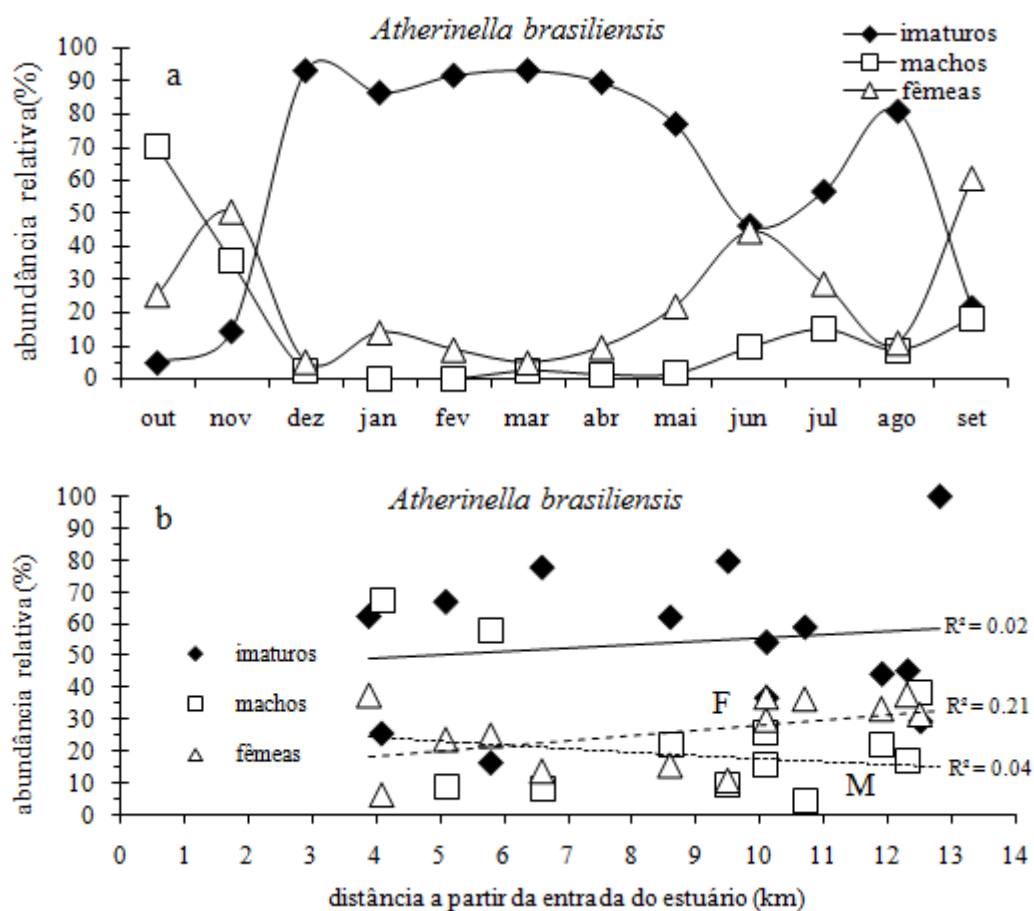 Atherinella brasiliensis
imaturos
machos
fêmeas
a
abundância relativa(%)
100
90
80
70
60
50
40
30
20
10
0
out nov dez jan fev mar abr mai jun jul ago set
Atherinella brasiliensis
b
abundância relativa (%)
100
90
80
70
60
50
40
30
20
10
0
imaturos
machos
fêmeas
F
M
R² = 0.02
R² = 0.21
R² = 0.04
0 1 2 3 4 5 6 7 8 9 10 11 12 13 14
distância a partir da entrada do estuário (km)